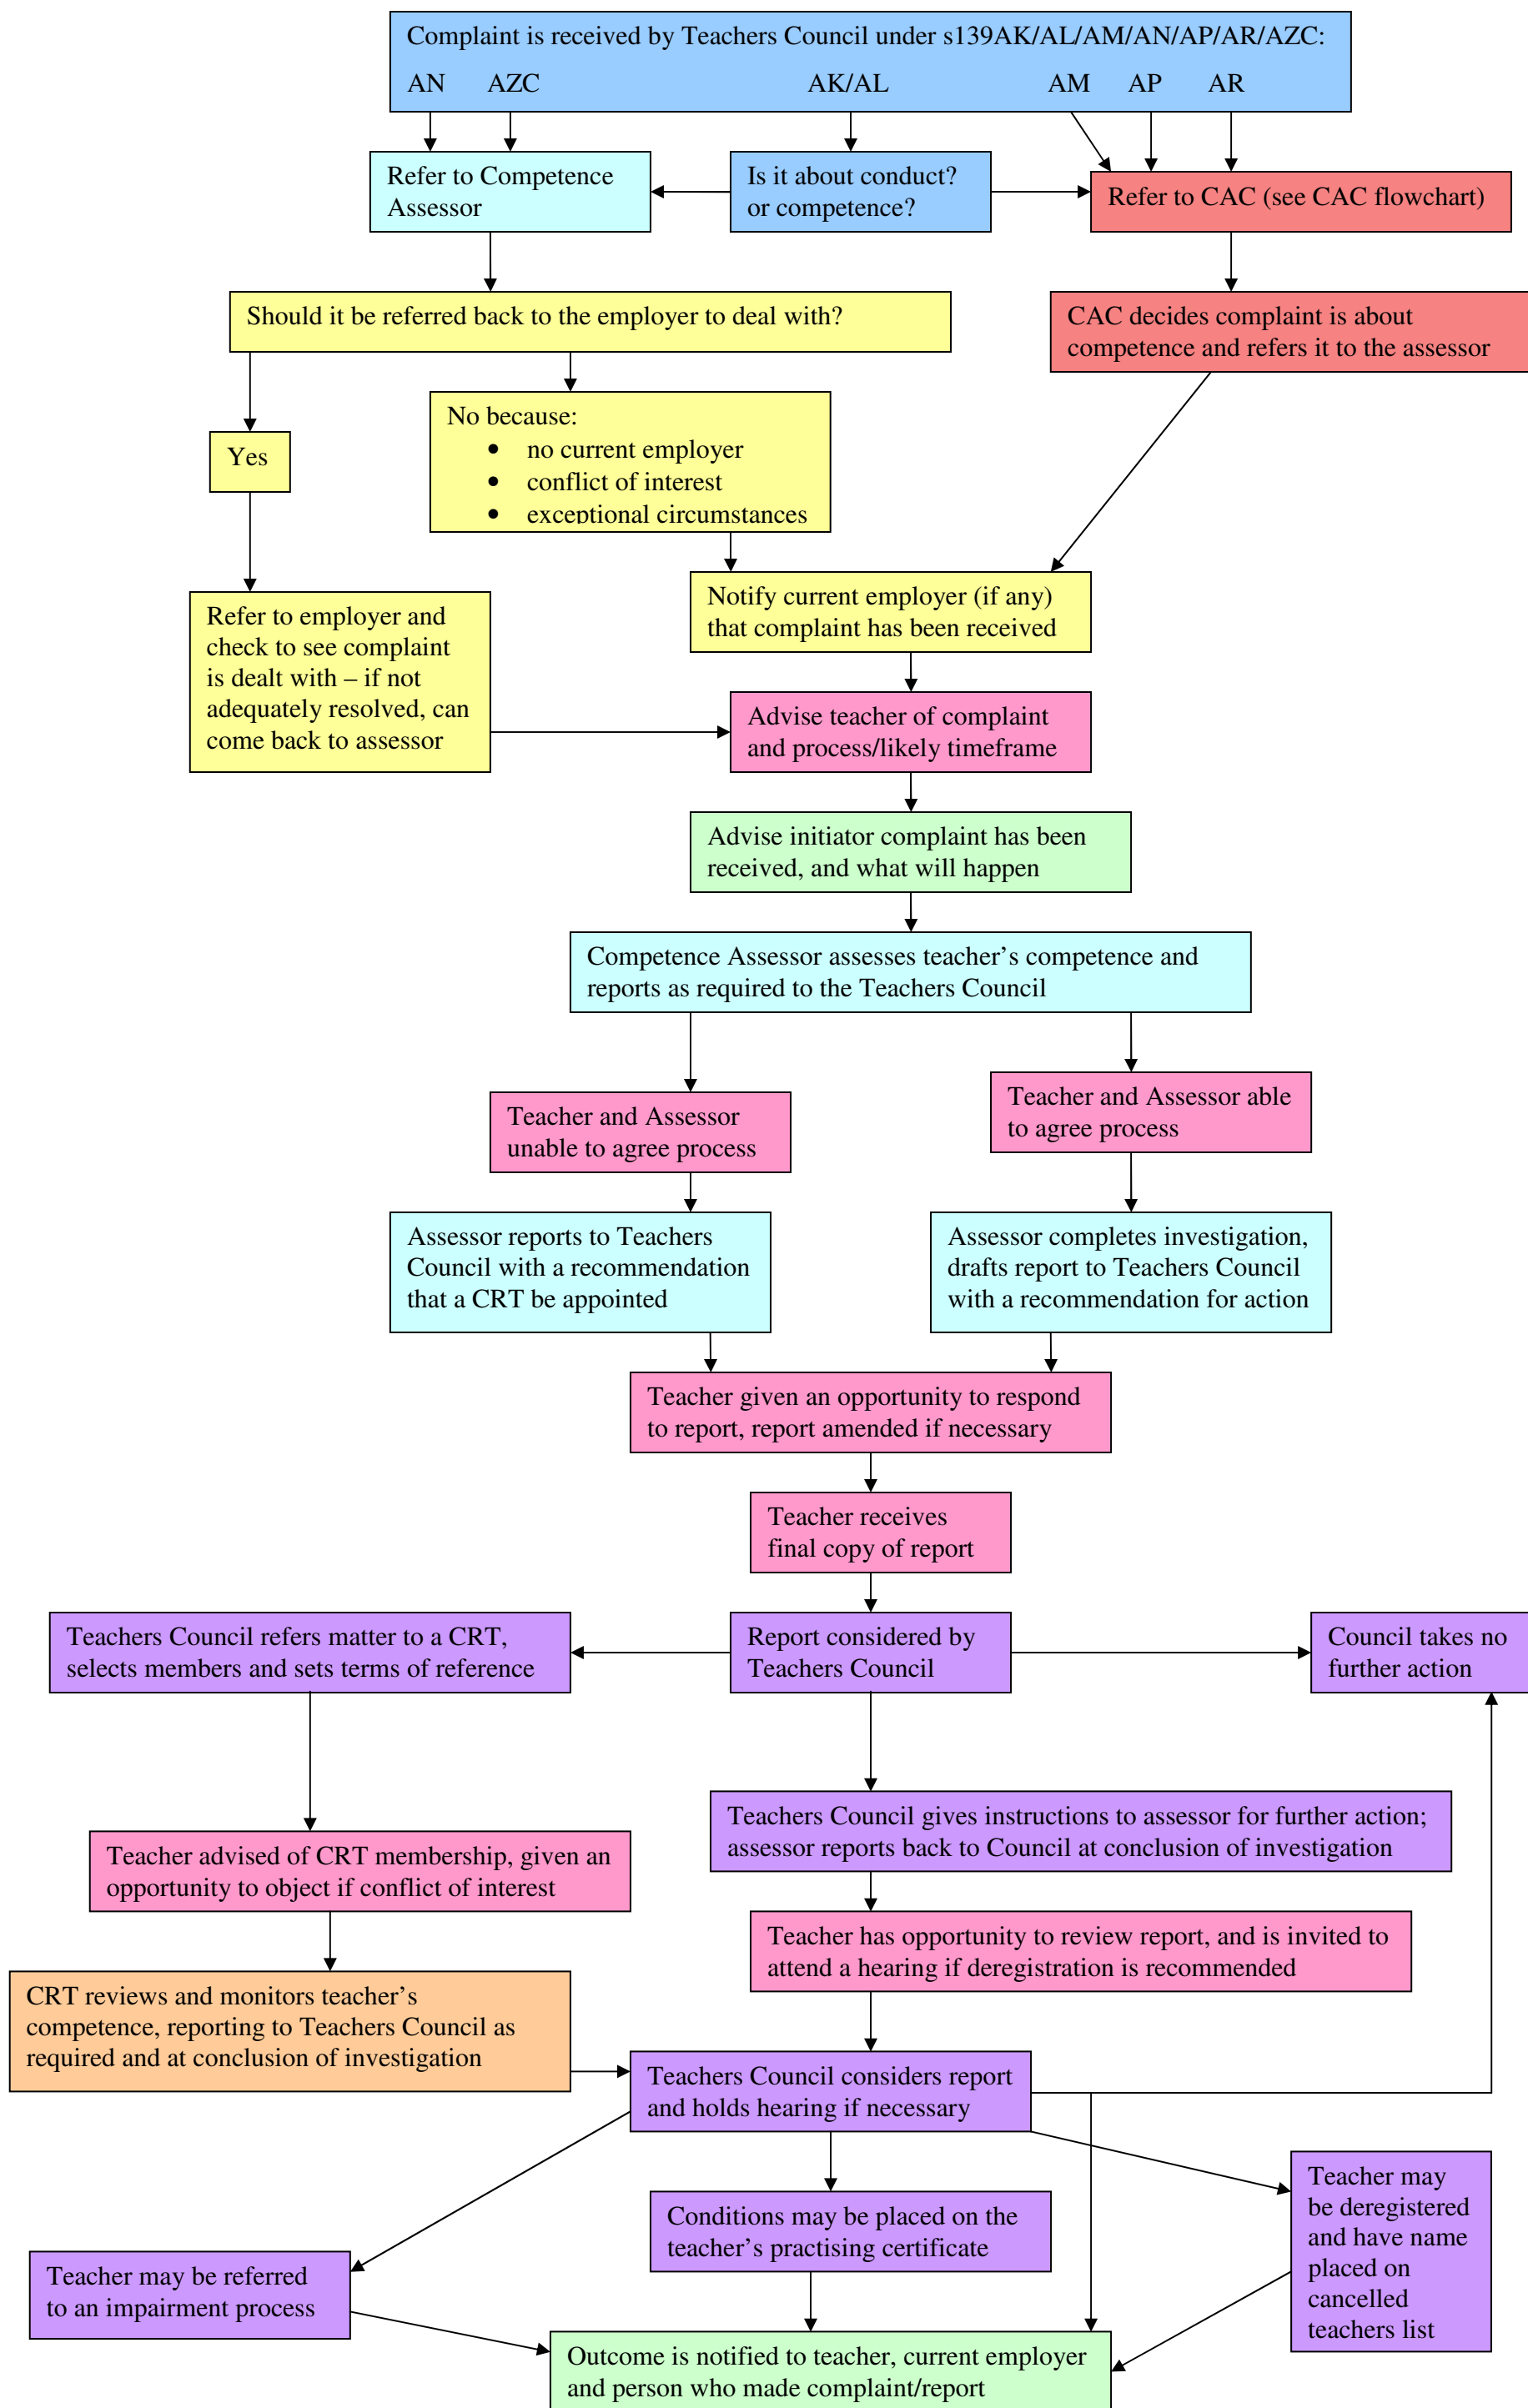 Complaint is received by Teachers Council under s139AK/AL/AM/AN/AP/AR/AZC:
AN AZC AK/AL AM AP AR
Refer to Competence
Assessor
Is it about conduct?
or competence?
Refer to CAC (see CAC flowchart)
Should it be referred back to the employer to deal with?
CAC decides complaint is about
competence and refers it to the assessor
Yes
No because:
• no current employer
• conflict of interest
• exceptional circumstances
Notify current employer (if any)
that complaint has been received
Refer to employer and
check to see complaint
is dealt with – if not
adequately resolved, can
come back to assessor
Advise teacher of complaint
and process/likely timeframe
Advise initiator complaint has been
received, and what will happen
Competence Assessor assesses teacher’s competence and
reports as required to the Teachers Council
Teacher and Assessor
unable to agree process
Teacher and Assessor able
to agree process
Assessor reports to Teachers
Council with a recommendation
that a CRT be appointed
Assessor completes investigation,
drafts report to Teachers Council
with a recommendation for action
Teacher given an opportunity to respond
to report, report amended if necessary
Teacher receives
final copy of report
Teachers Council refers matter to a CRT,
selects members and sets terms of reference
Report considered by
Teachers Council
Council takes no
further action
Teachers Council gives instructions to assessor for further action;
assessor reports back to Council at conclusion of investigation
Teacher advised of CRT membership, given an
opportunity to object if conflict of interest
Teacher has opportunity to review report, and is invited to
attend a hearing if deregistration is recommended
CRT reviews and monitors teacher’s
competence, reporting to Teachers Council as
required and at conclusion of investigation
Teachers Council considers report
and holds hearing if necessary
Teacher may
be deregistered
and have name
placed on
cancelled
teachers list
Conditions may be placed on the
teacher’s practising certificate
Teacher may be referred
to an impairment process
Outcome is notified to teacher, current employer
and person who made complaint/report